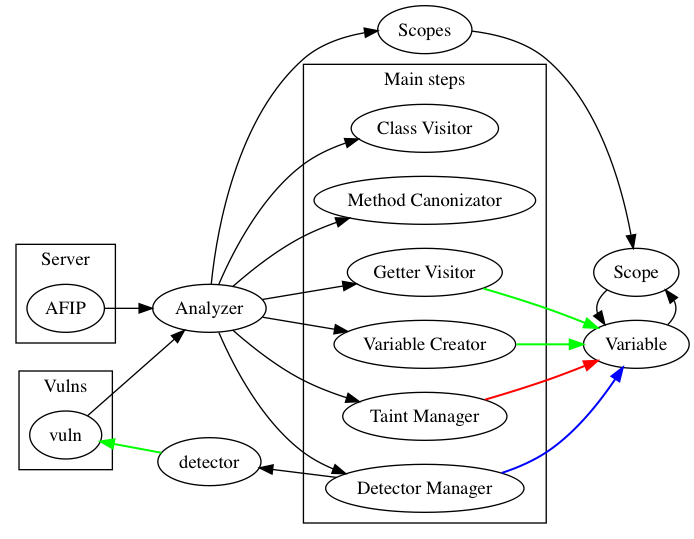 Scopes
Main steps
Class Visitor
Method Canonizator
Server
Getter Visitor
Scope
AFIP
Analyzer
Variable Creator
Variable
Vulns
Taint Manager
vuln
detector
Detector Manager